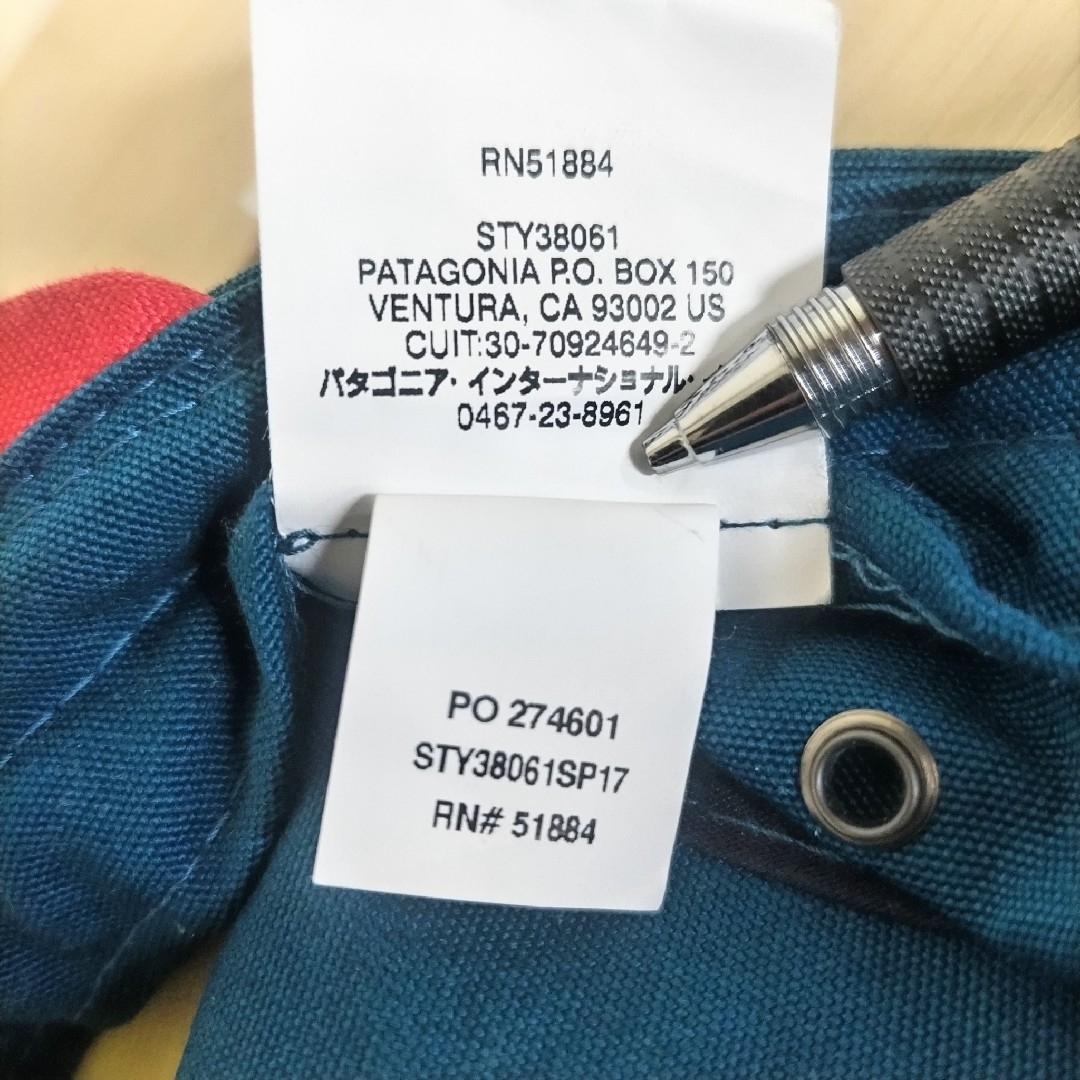 RN51884
STY38061
PATAGONIA P.O. BOX 150
VENTURA, CA 93002 US
CUIT:30-70924649-2
パタゴニア・インターナショナル・
0467-23-8961
PO 274601
STY38061SP17
RN# 51884